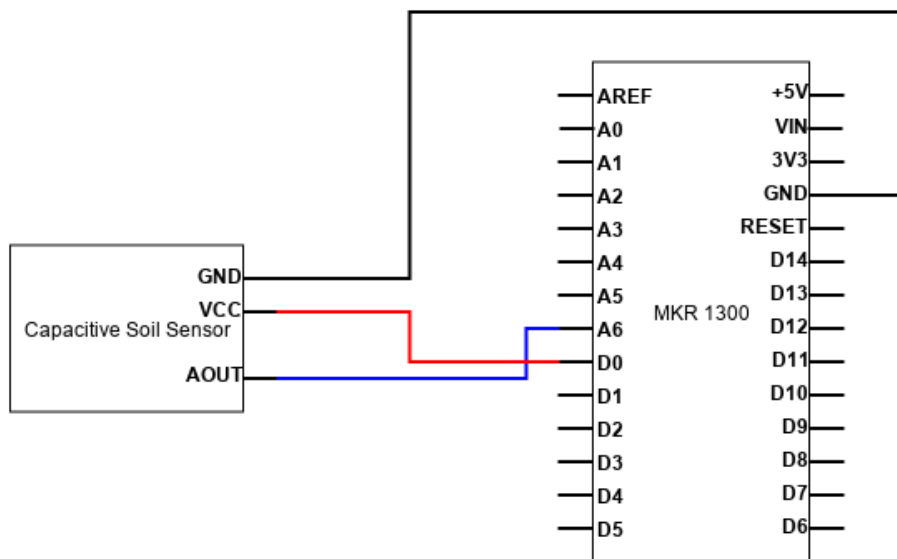 AREF +5V
A0 VIN
A1 3V3
A2 GND
A3 RESET
GND A4 D14
VCC A5 D13
Capacitive Soil Sensor A6 MKR 1300 D12
AOUT D0 D11
D1 D10
D2 D9
D3 D8
D4 D7
D5 D6